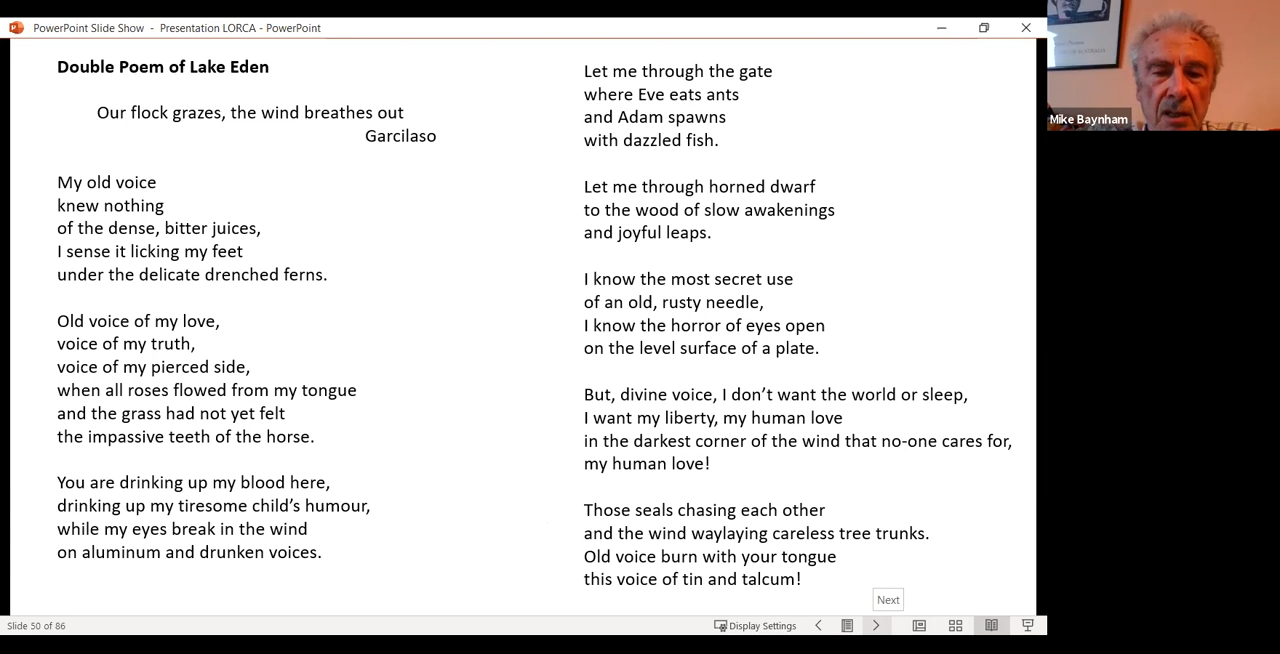 PowerPoint Slide Show - Presentation LORCA - PowerPoint
Double Poem of Lake Eden
Our flock grazes, the wind breathes out
Garcilaso
My old voice
knew nothing
of the dense, bitter juices,
I sense it licking my feet
under the delicate drenched ferns.
Old voice of my love,
voice of my truth,
voice of my pierced side,
when all roses flowed from my tongue
and the grass had not yet felt
the impassive teeth of the horse.
You are drinking up my blood here,
drinking up my tiresome child's humour,
while my eyes break in the wind
on aluminum and drunken voices.
Let me through the gate
where Eve eats ants
and Adam spawns
with dazzled fish.
Let me through horned dwarf
to the wood of slow awakenings
and joyful leaps.
I know the most secret use
of an old, rusty needle,
I know the horror of eyes open
on the level surface of a plate.
But, divine voice, I don't want the world or sleep,
I want my liberty, my human love
in the darkest corner of the wind that no-one cares for,
my human love!
Those seals chasing each other
and the wind waylaying careless tree trunks.
Old voice burn with your tongue
this voice of tin and talcum!
Next
Slide 50 of 86
Display Settings
Mike Baynham